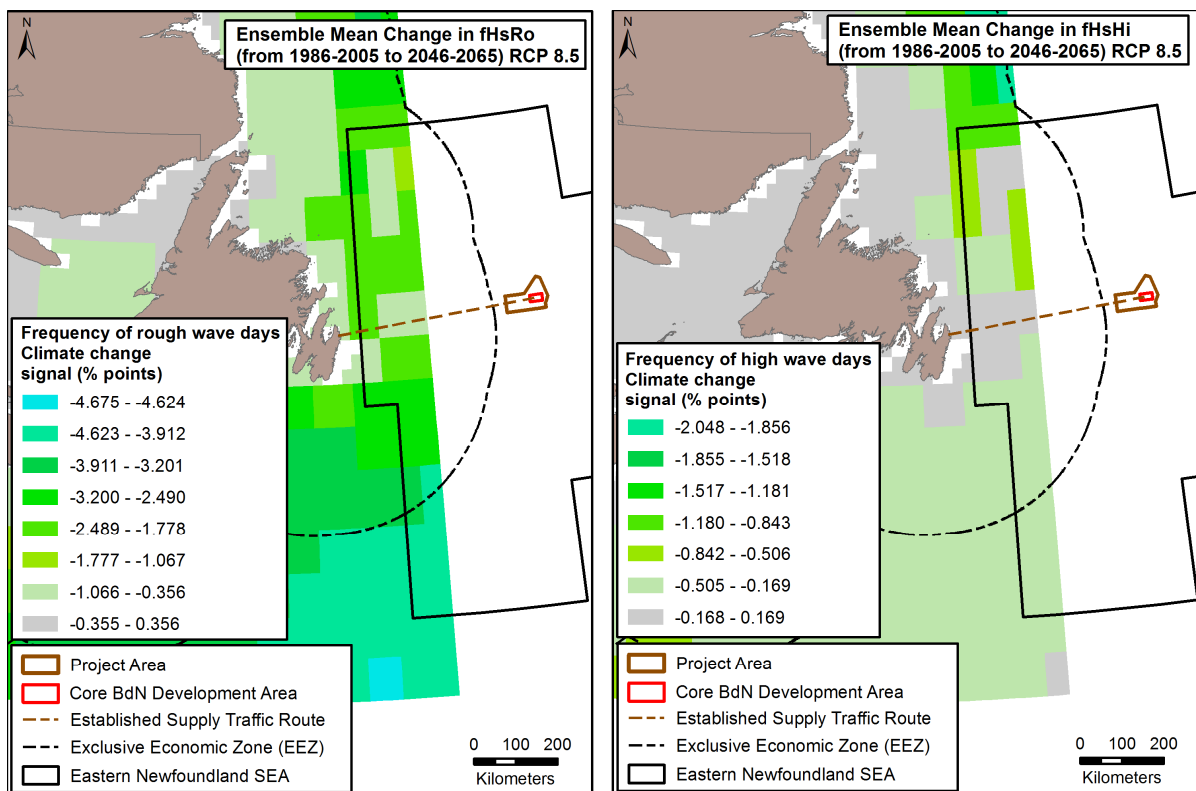 N
Ensemble Mean Change in fHsRo
(from 1986-2005 to 2046-2065) RCP 8.5
Frequency of rough wave days
Climate change
signal (% points)
-4.675 - -4.624
-4.623 - -3.912
-3.911 - -3.201
-3.200 - -2.490
-2.489 - -1.778
-1.777 - -1.067
-1.066 - -0.356
-0.355 - 0.356
Project Area
Core BdN Development Area
Established Supply Traffic Route
Exclusive Economic Zone (EEZ)
Eastern Newfoundland SEA
0 100 200
Kilometers
N
Ensemble Mean Change in fHsHi
(from 1986-2005 to 2046-2065) RCP 8.5
Frequency of high wave days
Climate change
signal (% points)
-2.048 - -1.856
-1.855 - -1.518
-1.517 - -1.181
-1.180 - -0.843
-0.842 - -0.506
-0.505 - -0.169
-0.168 - 0.169
Project Area
Core BdN Development Area
Established Supply Traffic Route
Exclusive Economic Zone (EEZ)
Eastern Newfoundland SEA
0 100 200
Kilometers